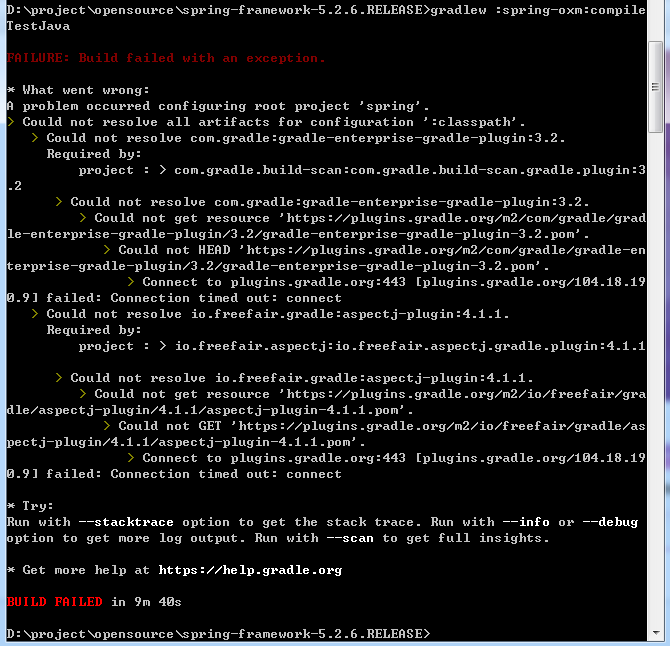 D:\project\opensource\spring-framework-5.2.6.RELEASE>gradlew :spring-oxm:compile
TestJava
FAILURE: Build failed with an exception.
* What went wrong:
A problem occurred configuring root project 'spring'.
> Could not resolve all artifacts for configuration ':classpath'.
> Could not resolve com.gradle:gradle-enterprise-gradle-plugin:3.2.
Required by:
project : > com.gradle.build-scan:com.gradle.build-scan.gradle.plugin:3
.2
> Could not resolve com.gradle:gradle-enterprise-gradle-plugin:3.2.
> Could not get resource 'https://plugins.gradle.org/m2/com/gradle/grad
le-enterprise-gradle-plugin/3.2/gradle-enterprise-gradle-plugin-3.2.pom'.
> Could not HEAD 'https://plugins.gradle.org/m2/com/gradle/gradle-en
terprise-gradle-plugin/3.2/gradle-enterprise-gradle-plugin-3.2.pom'.
> Connect to plugins.gradle.org:443 [plugins.gradle.org/104.18.19
0.9] failed: Connection timed out: connect
> Could not resolve io.freefair.gradle:aspectj-plugin:4.1.1.
Required by:
project : > io.freefair.aspectj:io.freefair.aspectj.gradle.plugin:4.1.1
> Could not resolve io.freefair.gradle:aspectj-plugin:4.1.1.
> Could not get resource 'https://plugins.gradle.org/m2/io/freefair/gra
dle/aspectj-plugin/4.1.1/aspectj-plugin-4.1.1.pom'.
> Could not GET 'https://plugins.gradle.org/m2/io/freefair/gradle/as
pectj-plugin/4.1.1/aspectj-plugin-4.1.1.pom'.
> Connect to plugins.gradle.org:443 [plugins.gradle.org/104.18.19
0.9] failed: Connection timed out: connect
* Try:
Run with --stacktrace option to get the stack trace. Run with --info or --debug
option to get more log output. Run with --scan to get full insights.
* Get more help at https://help.gradle.org
BUILD FAILED in 9m 40s
D:\project\opensource\spring-framework-5.2.6.RELEASE>